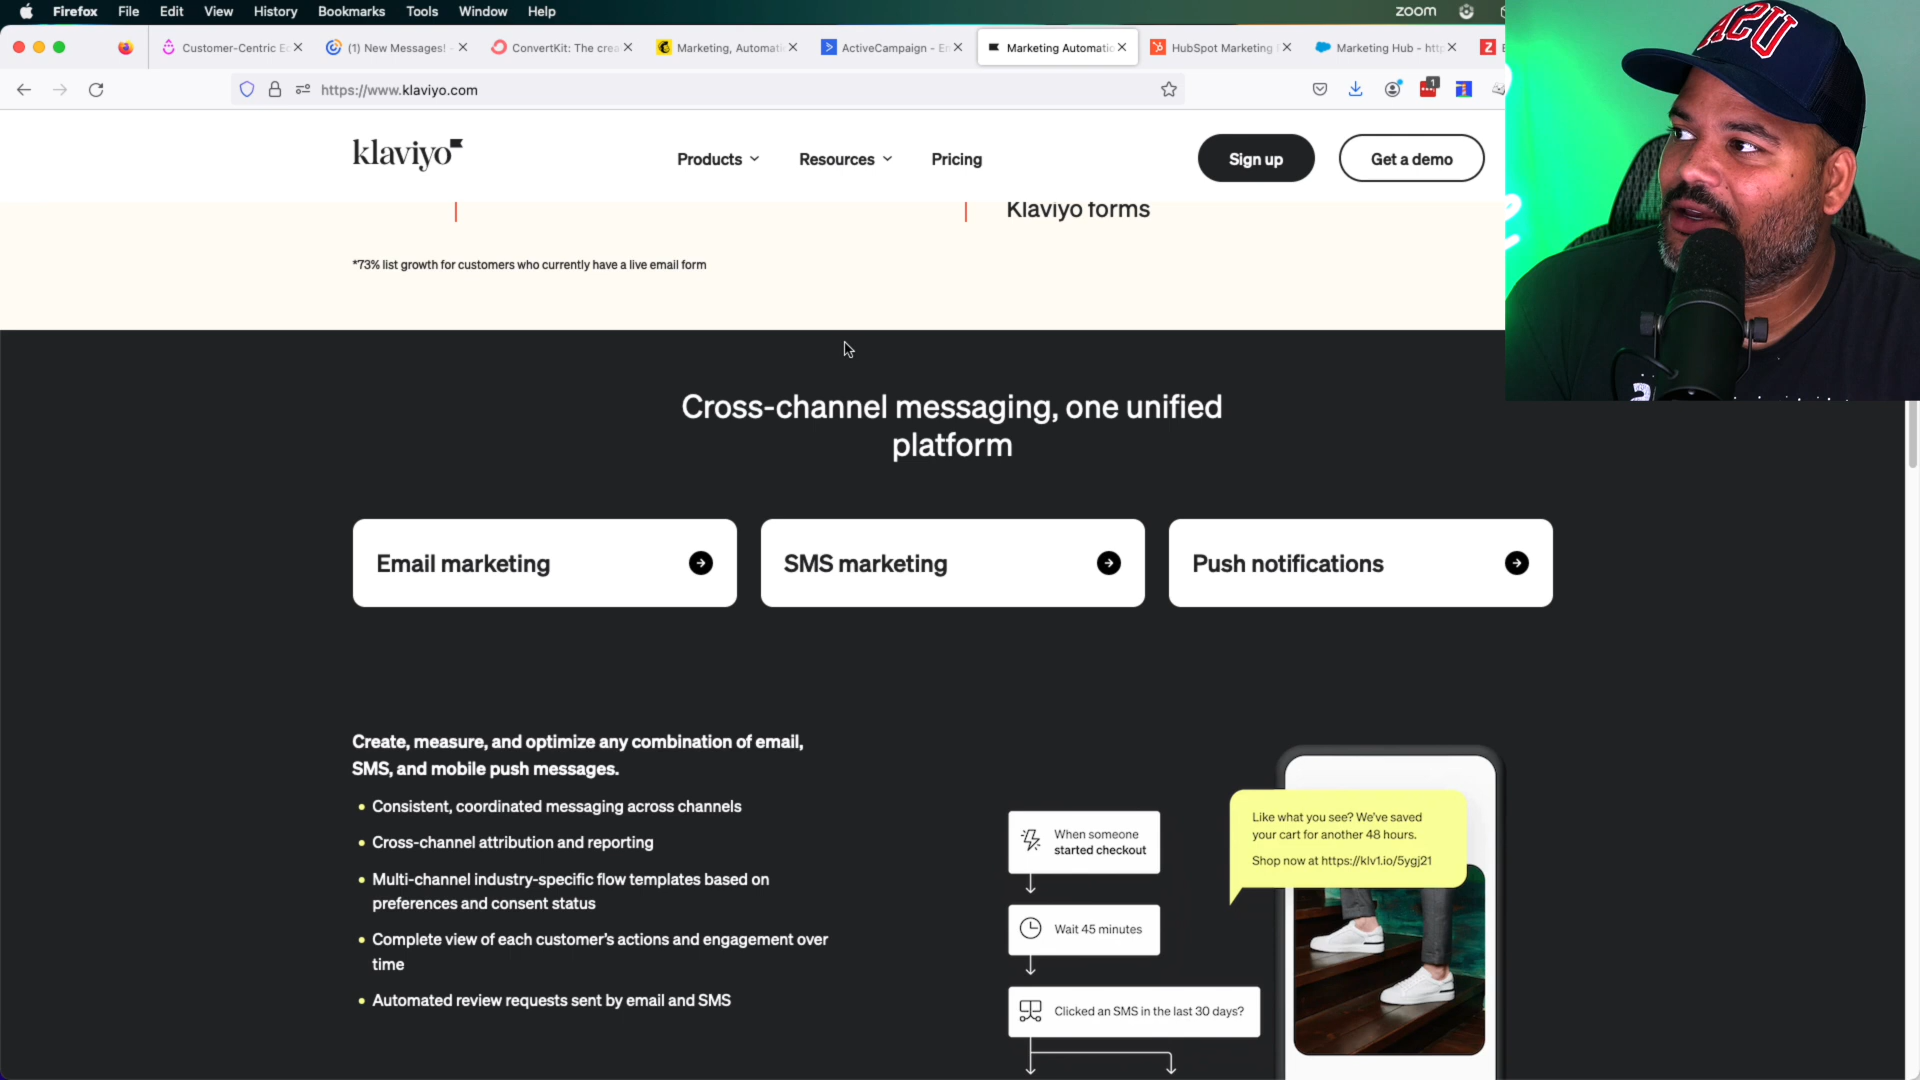 Firefox File Edit View History Bookmarks Tools Window Help zoom
Customer-Centric Ec (1) New Messages! - ConvertKit: The crea Marketing, Automati ActiveCampaign - Em Marketing Automatic HubSpot Marketing Marketing Hub - http
https://www.klaviyo.com
1
klaviyo Products Resources Pricing Sign up Get a demo
Klaviyo forms
*73% list growth for customers who currently have a live email form
Cross-channel messaging, one unified
platform
Email marketing SMS marketing Push notifications
Create, measure, and optimize any combination of email,
SMS, and mobile push messages.
• Consistent, coordinated messaging across channels
• Cross-channel attribution and reporting
• Multi-channel industry-specific flow templates based on
preferences and consent status
• Complete view of each customer's actions and engagement over
time
• Automated review requests sent by email and SMS
When someone
started checkout
Wait 45 minutes
Clicked an SMS in the last 30 days?
Like what you see? We've saved
your cart for another 48 hours.
Shop now at https://klv1.io/5ygj21